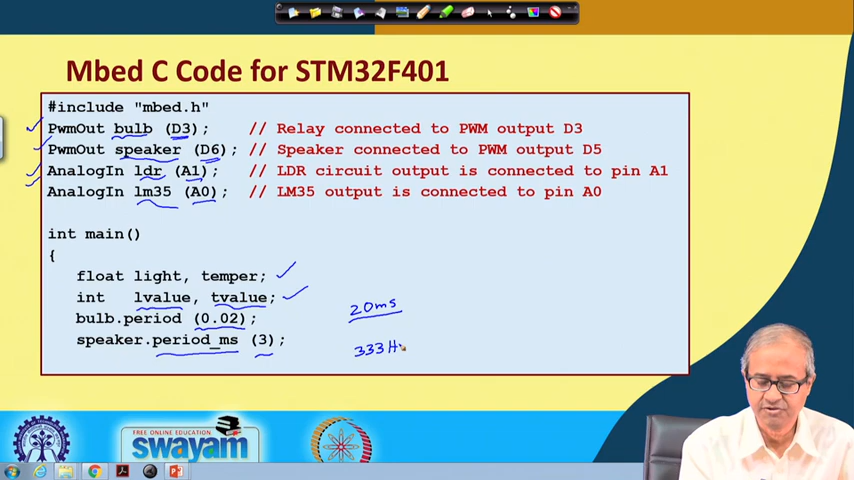 Mbed C Code for STM32F401
#include "mbed.h"
PwmOut bulb (D3);    // Relay connected to PWM output D3
PwmOut speaker (D6);    // Speaker connected to PWM output D5
AnalogIn ldr (A1);    // LDR circuit output is connected to pin A1
AnalogIn lm35 (A0);    // LM35 output is connected to pin A0
int main()
{
float light, temper;
int   lvalue, tvalue;
20ms
bulb.period (0.02);
speaker.period_ms (3);
333H
FREE ONLINE EDUCATION
swayam